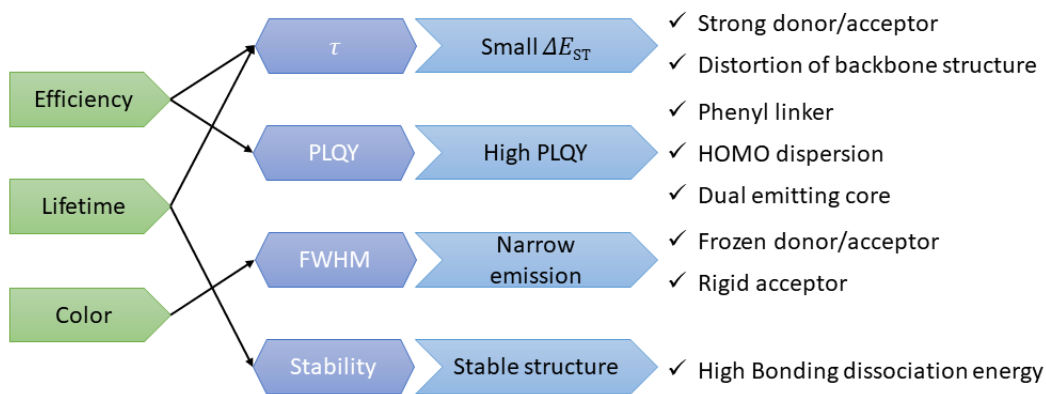 Efficiency
Lifetime
Color
τ
PLQY
FWHM
Stability
Small ΔE_ST
High PLQY
Narrow
emission
Stable structure
✓ Strong donor/acceptor
✓ Distortion of backbone structure
✓ Phenyl linker
✓ HOMO dispersion
✓ Dual emitting core
✓ Frozen donor/acceptor
✓ Rigid acceptor
✓ High Bonding dissociation energy